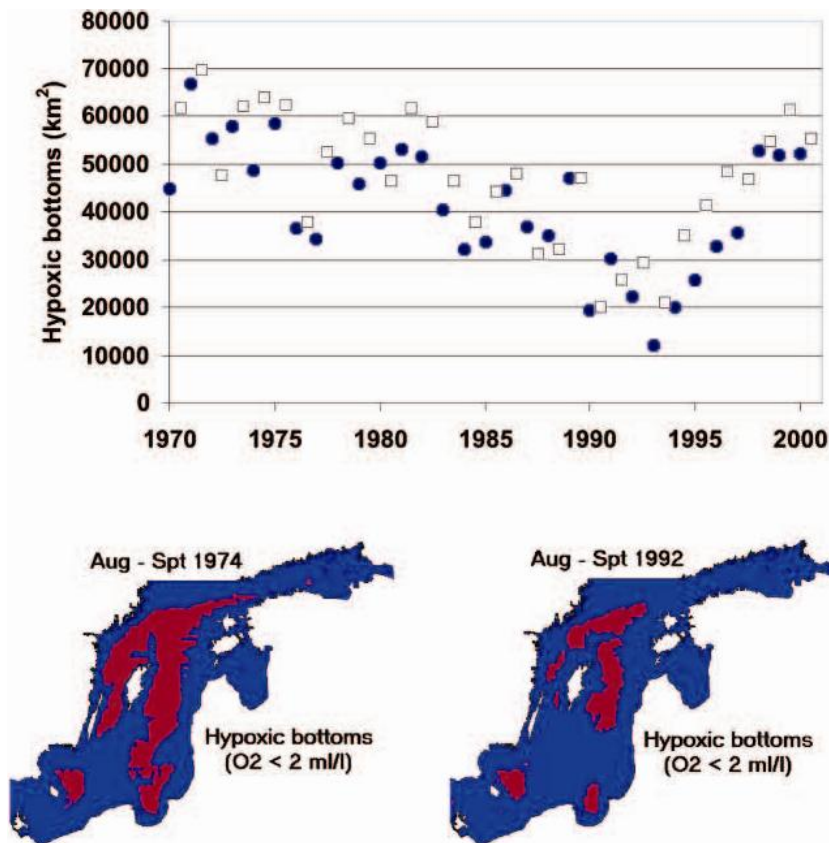 80000
70000
60000
50000
40000
30000
20000
10000
0
Hypoxic bottoms (km²)
1970 1975 1980 1985 1990 1995 2000
Aug - Spt 1974
Hypoxic bottoms
(O2 < 2 ml/l)
Aug - Spt 1992
Hypoxic bottoms
(O2 < 2 ml/l)